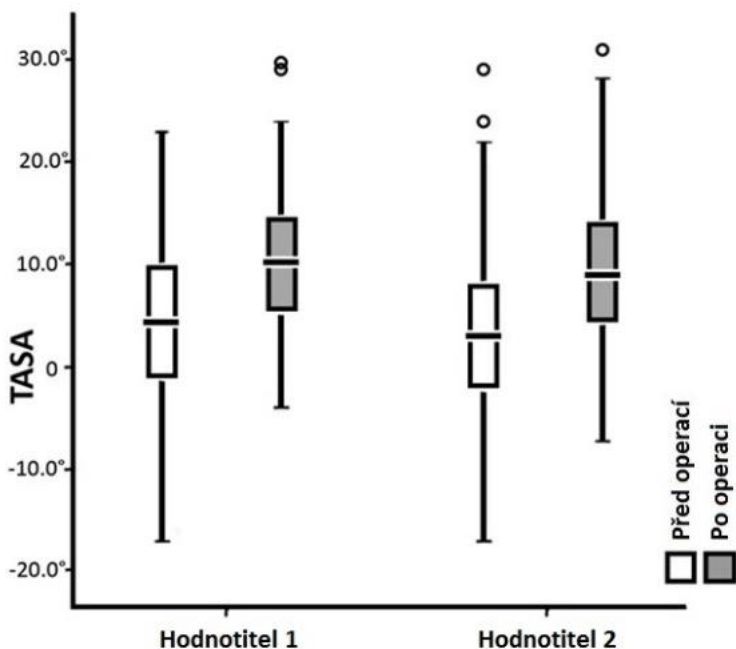 30.0°
20.0°
10.0°
0
-10.0°
-20.0°
TASA
Hodnotitel 1
Hodnotitel 2
Před operací
Po operaci